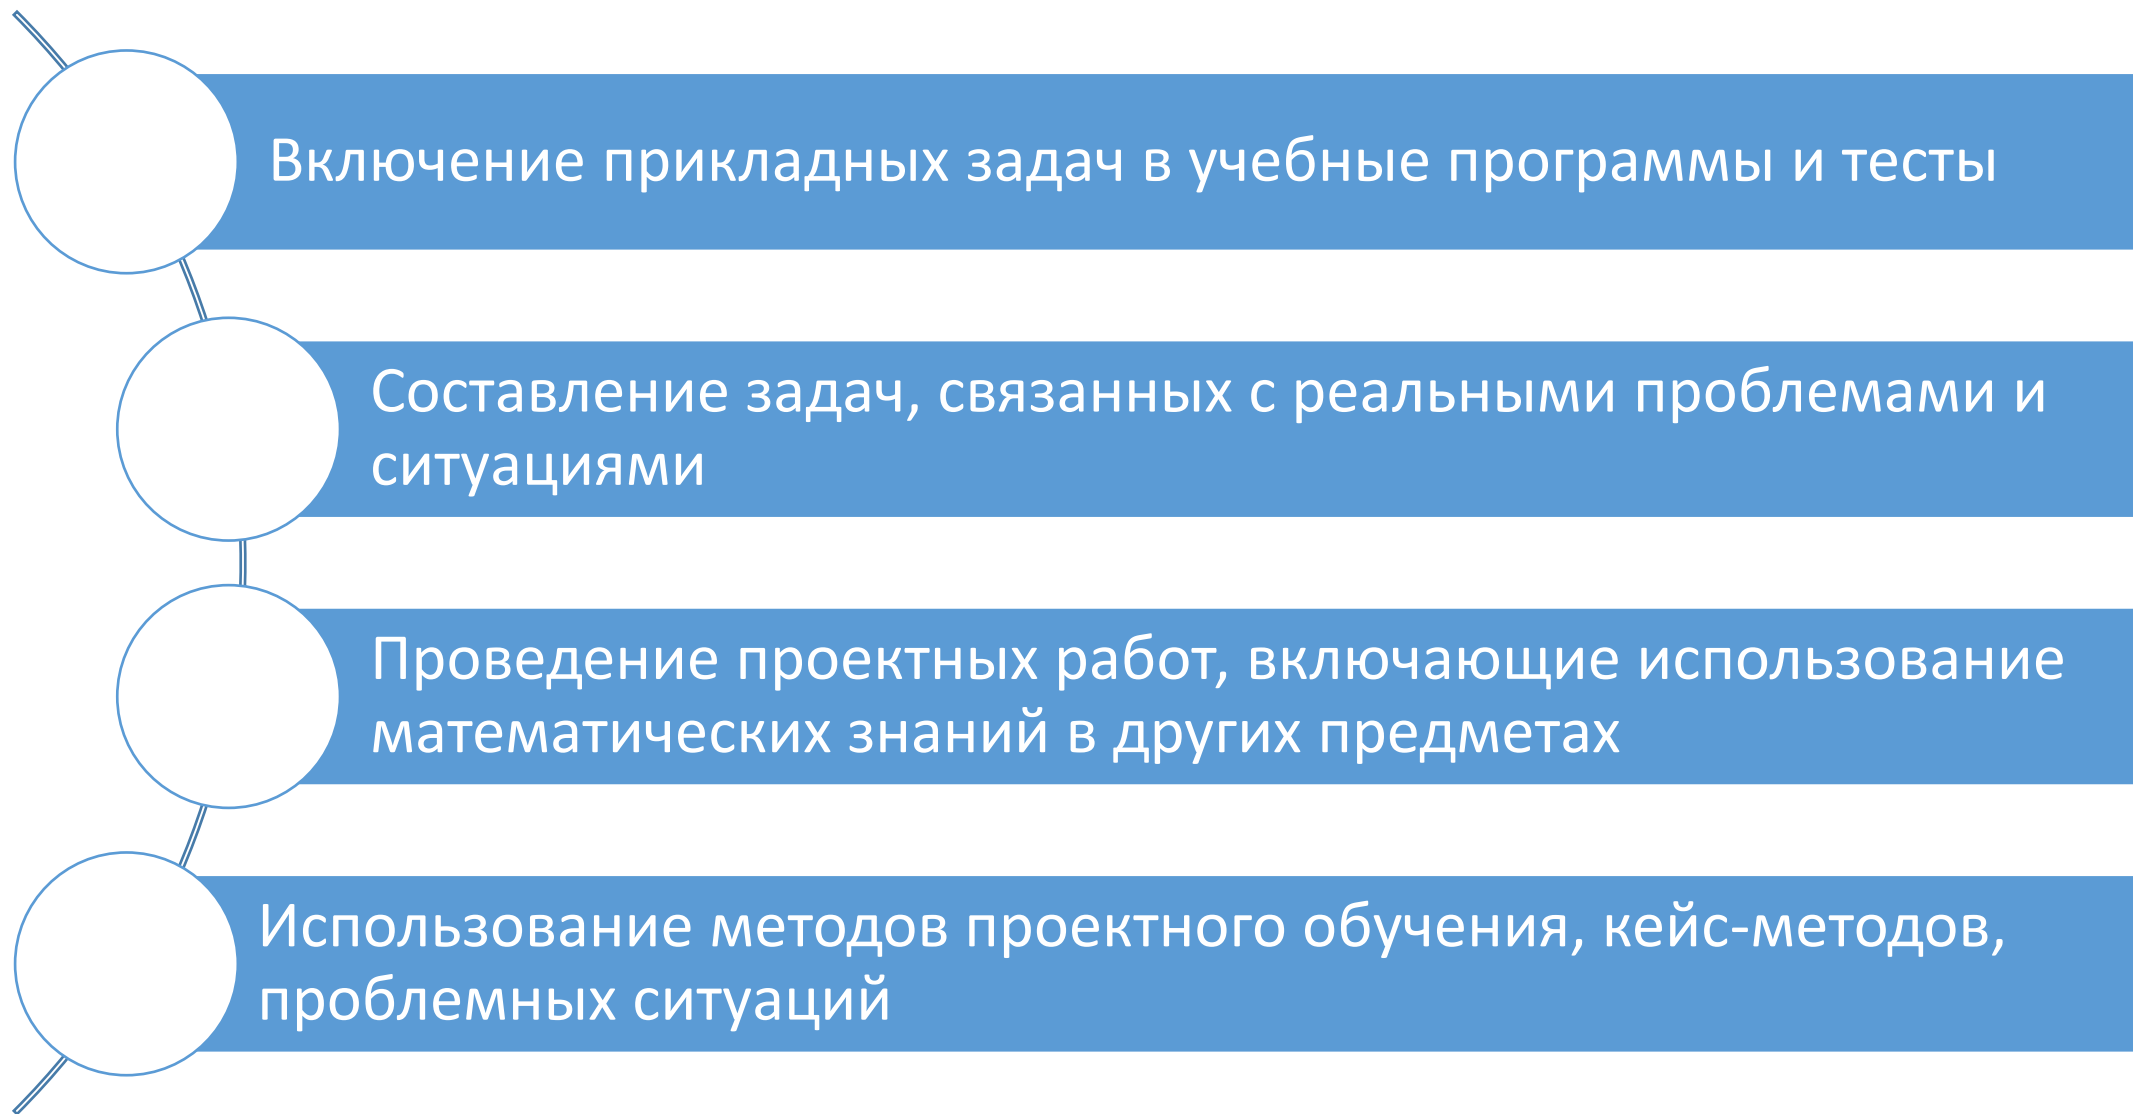 Включение прикладных задач в учебные программы и тесты
Составление задач, связанных с реальными проблемами и
ситуациями
Проведение проектных работ, включающие использование
математических знаний в других предметах
Использование методов проектного обучения, кейс-методов,
проблемных ситуаций